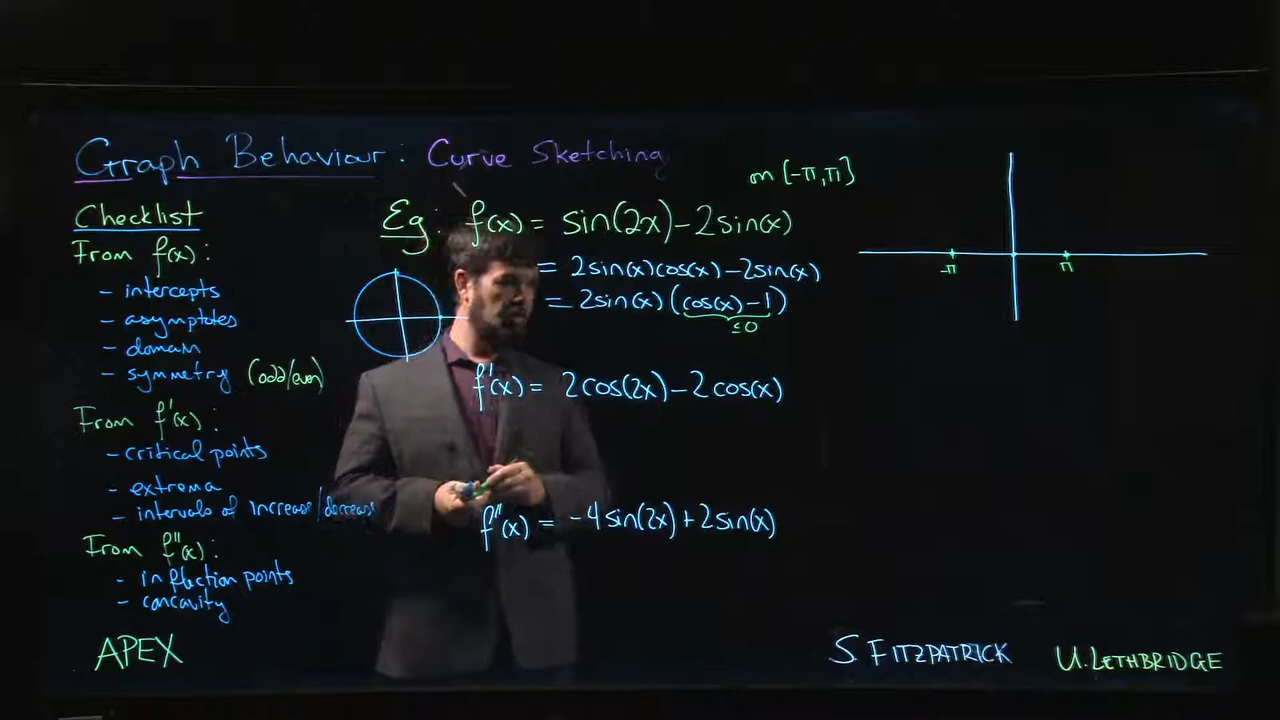 Graph Behaviour: Curve Sketching
Checklist
From f(x):
- intercepts
- asymptotes
- domain
- symmetry (odd/even)
From f'(x):
- critical points
- extrema
- intervals of increase/decrease
From f''(x):
- inflection points
- concavity
APEX
on [-π,π]
Eg: f(x) = sin(2x)-2sin(x)
= 2sin(x)cos(x)-2sin(x)
= 2sin(x)(cos(x)-1)
≤0
f'(x) = 2cos(2x)-2cos(x)
f''(x) = -4sin(2x)+2sin(x)
-π π
S. FITZPATRICK U. LETHBRIDGE